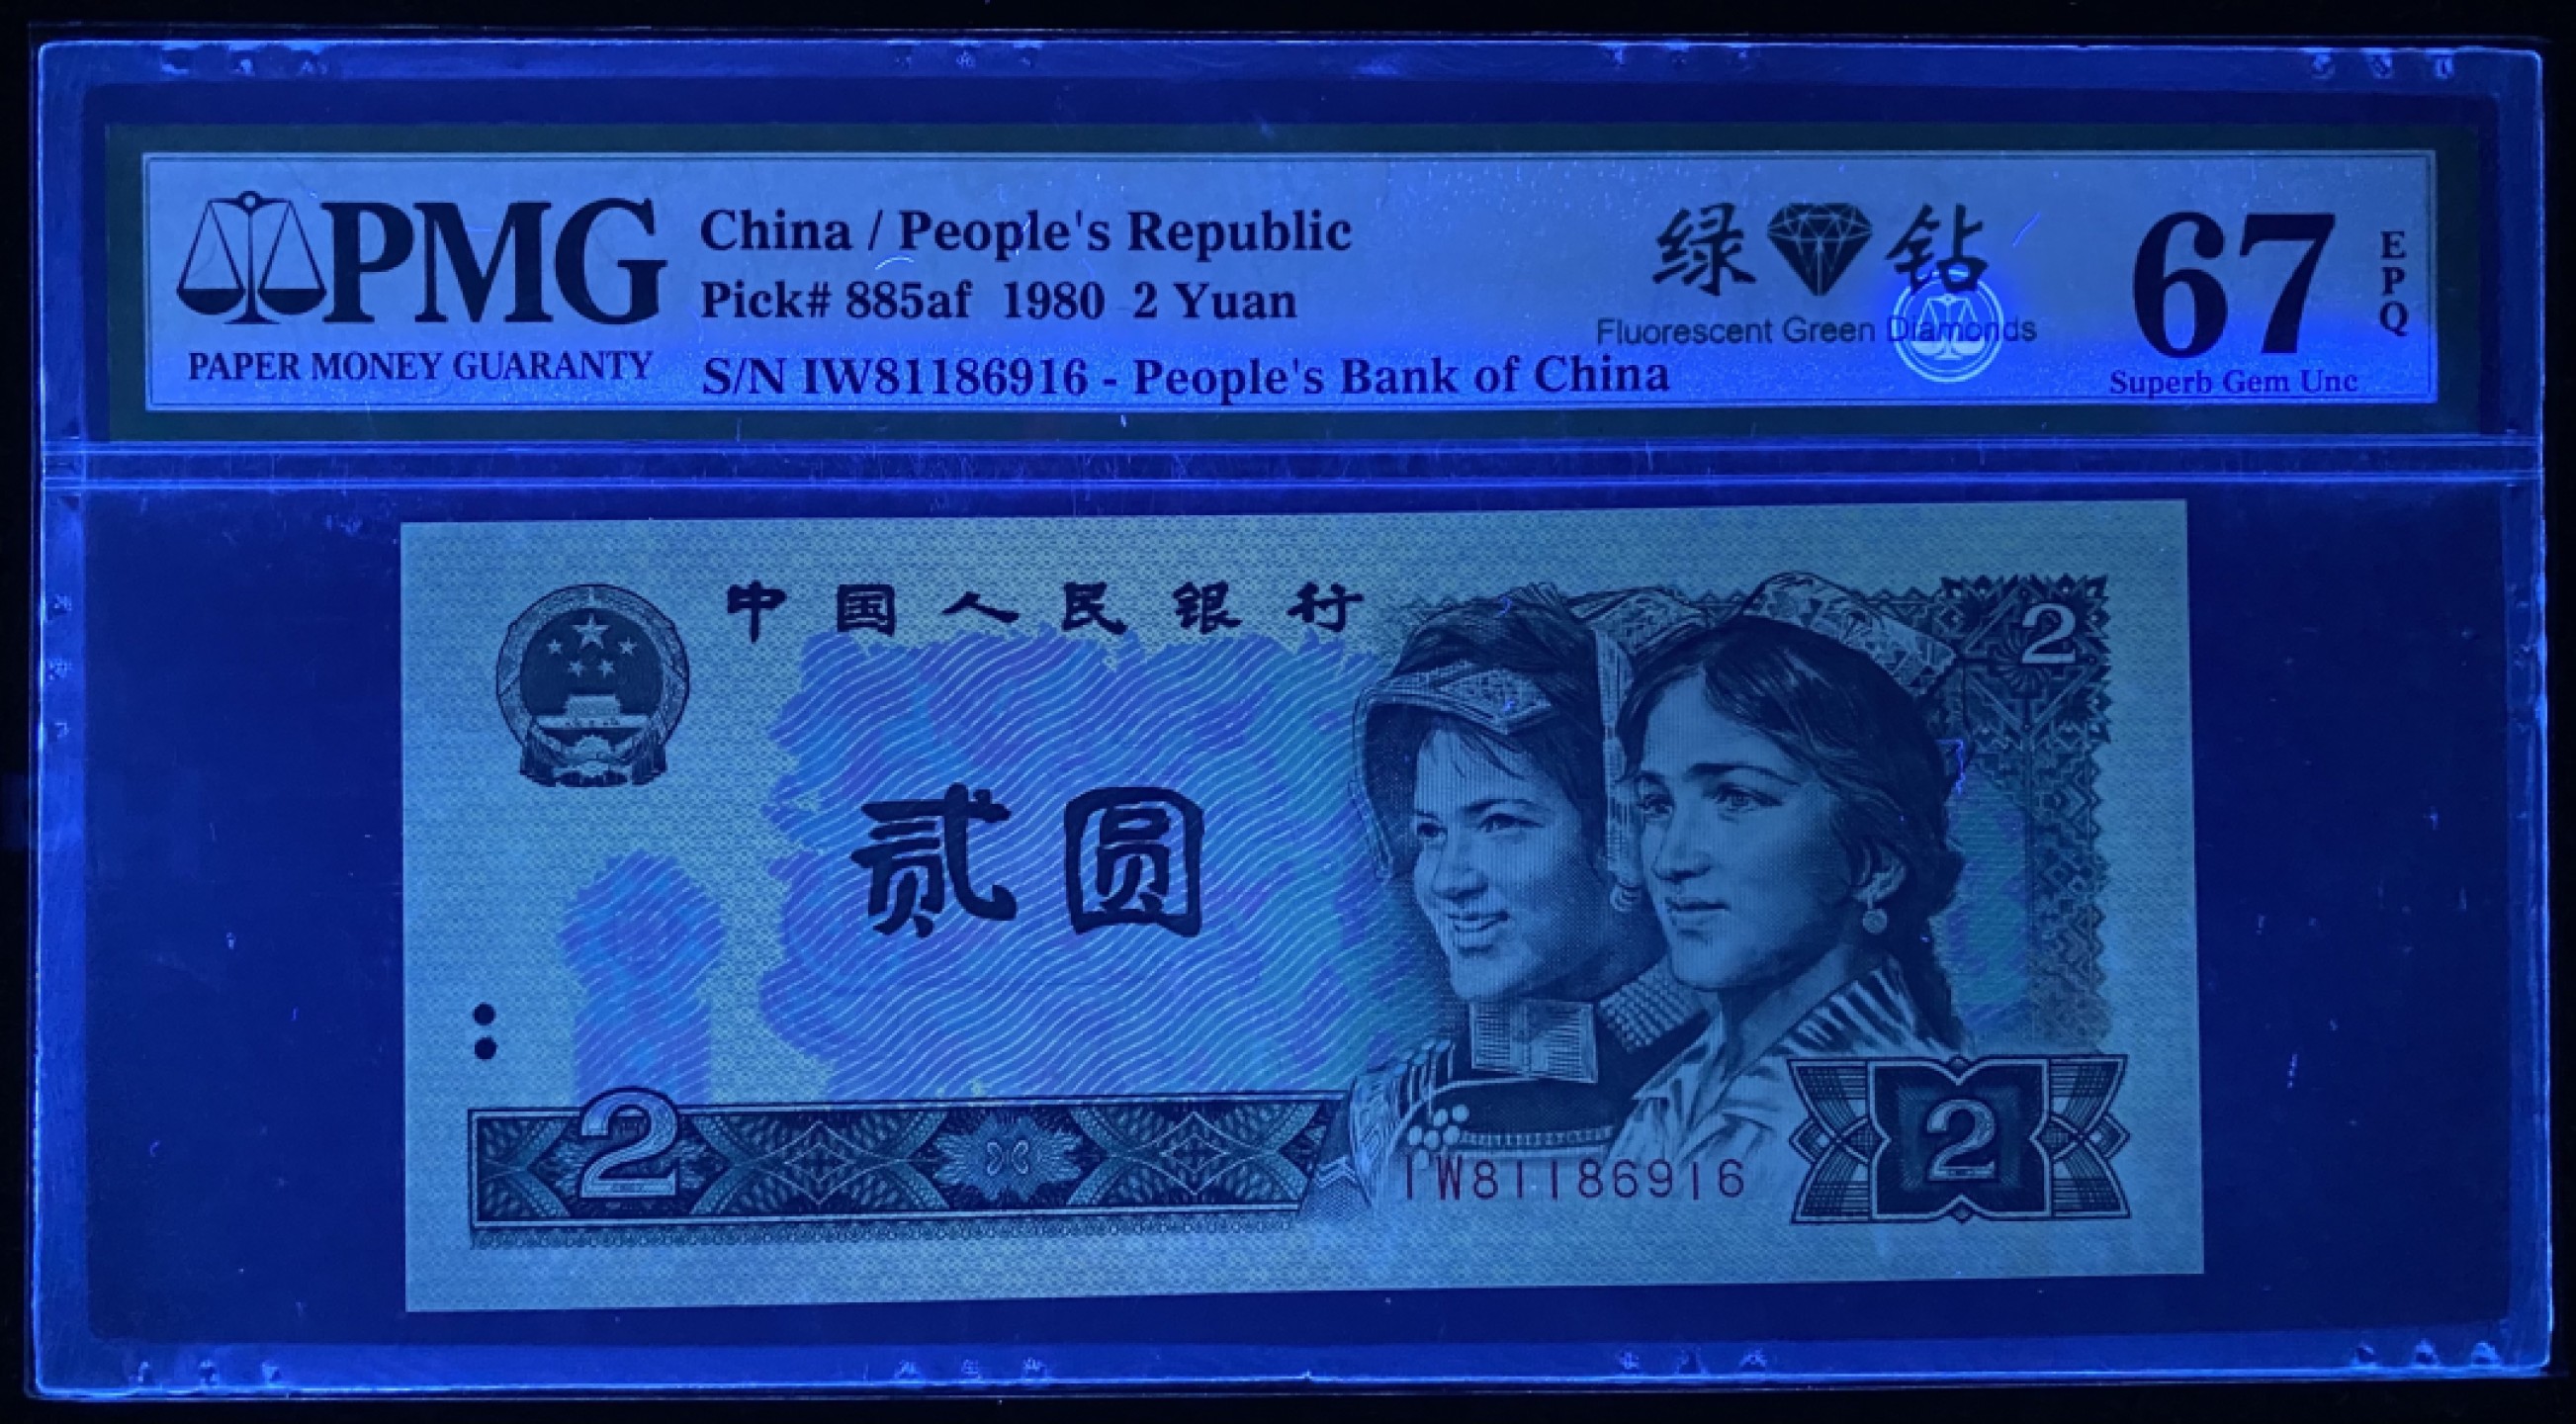 PMG
PAPER MONEY GUARANTY
China / People's Republic
Pick# 885af 1980 2 Yuan
S/N IW81186916 - People's Bank of China
绿钻
Fluorescent Green Diamonds
67
EPQ
Superb Gem Unc
中国人民银行
2
贰圆
2
IW81186916
2